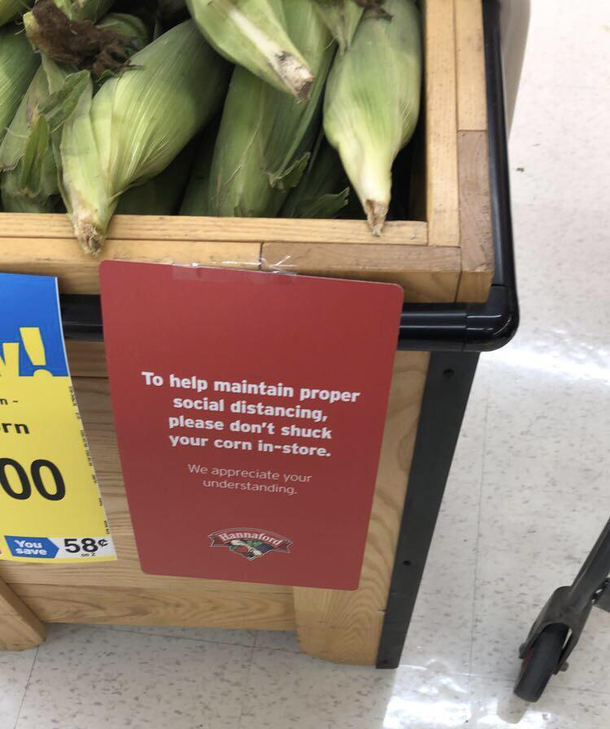 To help maintain proper
social distancing,
please don't shuck
your corn in-store.
We appreciate your
understanding.
Hannaford
00
You
save 58¢